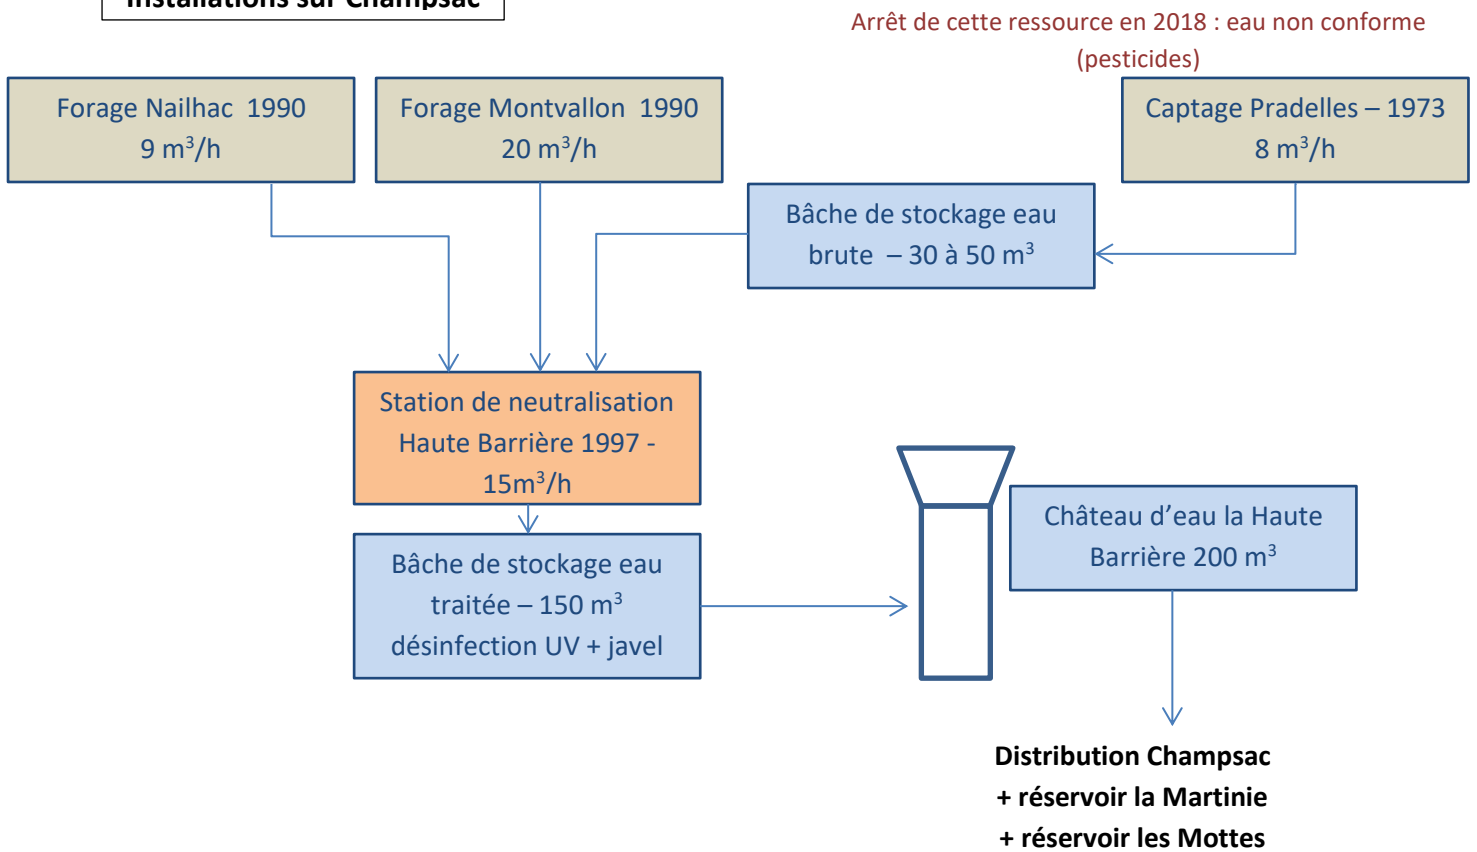 Installations sur Champsac
Arrêt de cette ressource en 2018 : eau non conforme
(pesticides)
Forage Nailhac 1990
9 m³/h
Forage Montvallon 1990
20 m³/h
Captage Pradelles – 1973
8 m³/h
Bâche de stockage eau
brute – 30 à 50 m³
Station de neutralisation
Haute Barrière 1997 -
15m³/h
Bâche de stockage eau
traitée – 150 m³
désinfection UV + javel
Château d’eau la Haute
Barrière 200 m³
Distribution Champsac
+ réservoir la Martinie
+ réservoir les Mottes